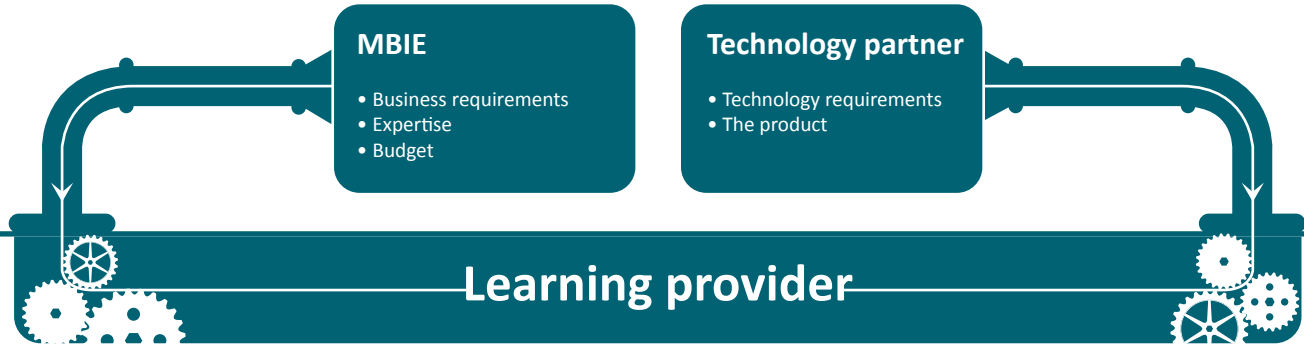 MBIE
• Business requirements
• Expertise
• Budget
Technology partner
• Technology requirements
• The product
Learning provider